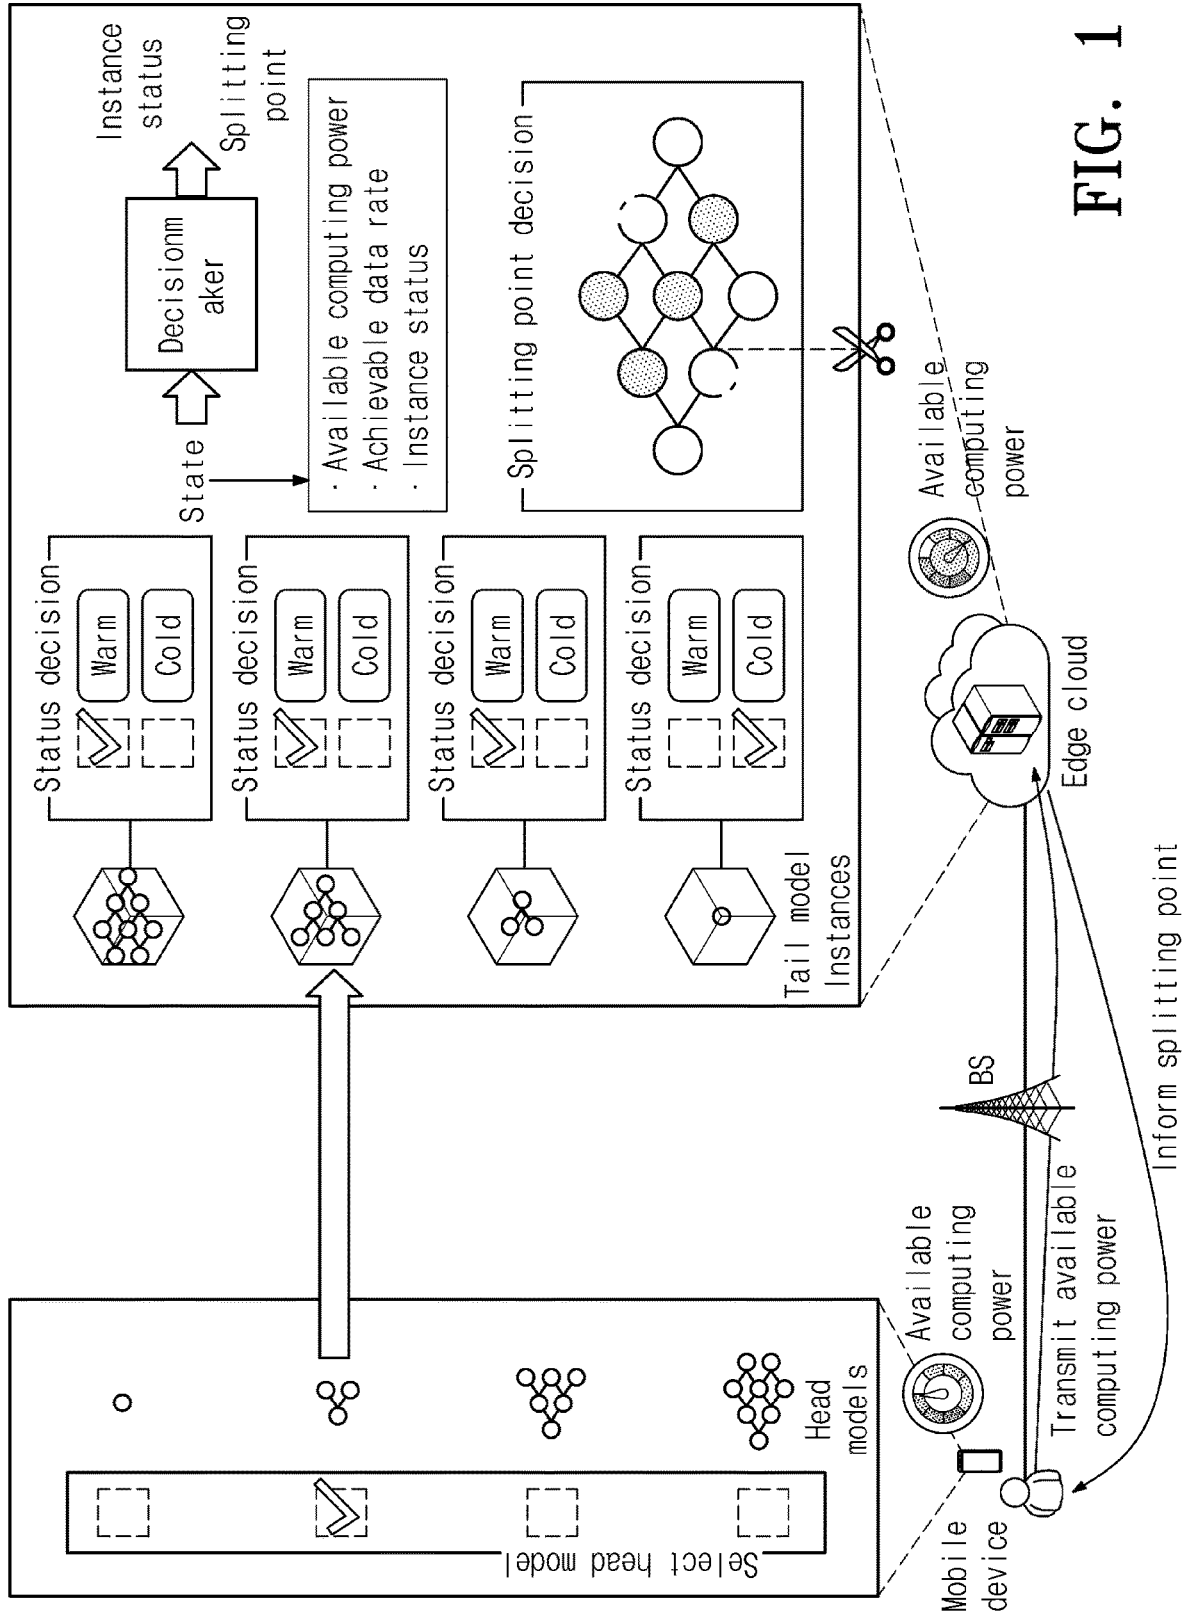 Select head model
Head
models
Tail model
Instances
Status decision
Warm
Cold
Status decision
Warm
Cold
Status decision
Warm
Cold
Status decision
Warm
Cold
State
Decisionm
aker
Instance
status
Splitting
point
· Available computing power
· Achievable data rate
· Instance status
Splitting point decision
Mobile
device
Available
computing
power
Transmit available
computing power
BS
Inform splitting point
Edge cloud
Available
computing
power
FIG. 1